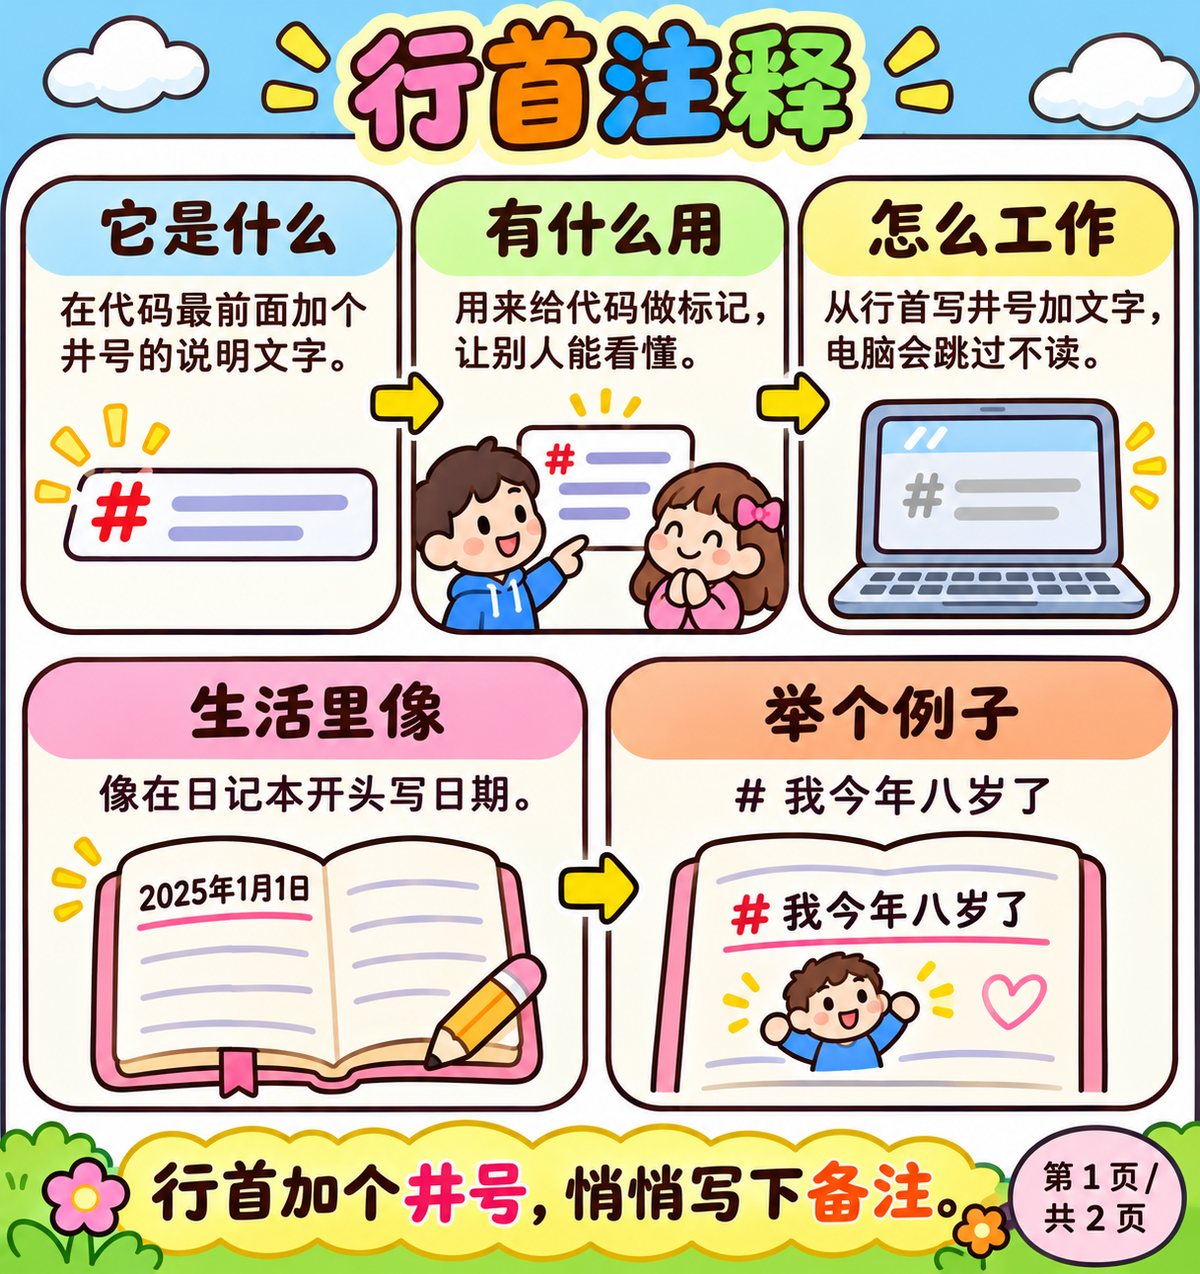 行首注释
它是什么
在代码最前面加个
井号的说明文字。
#
有什么用
用来给代码做标记，
让别人能看懂。
#
怎么工作
从行首写井号加文字，
电脑会跳过不读。
#
生活里像
像在日记本开头写日期。
2025年1月1日
举个例子
# 我今年八岁了
# 我今年八岁了
行首加个井号，悄悄写下备注。
第1页/
共2页